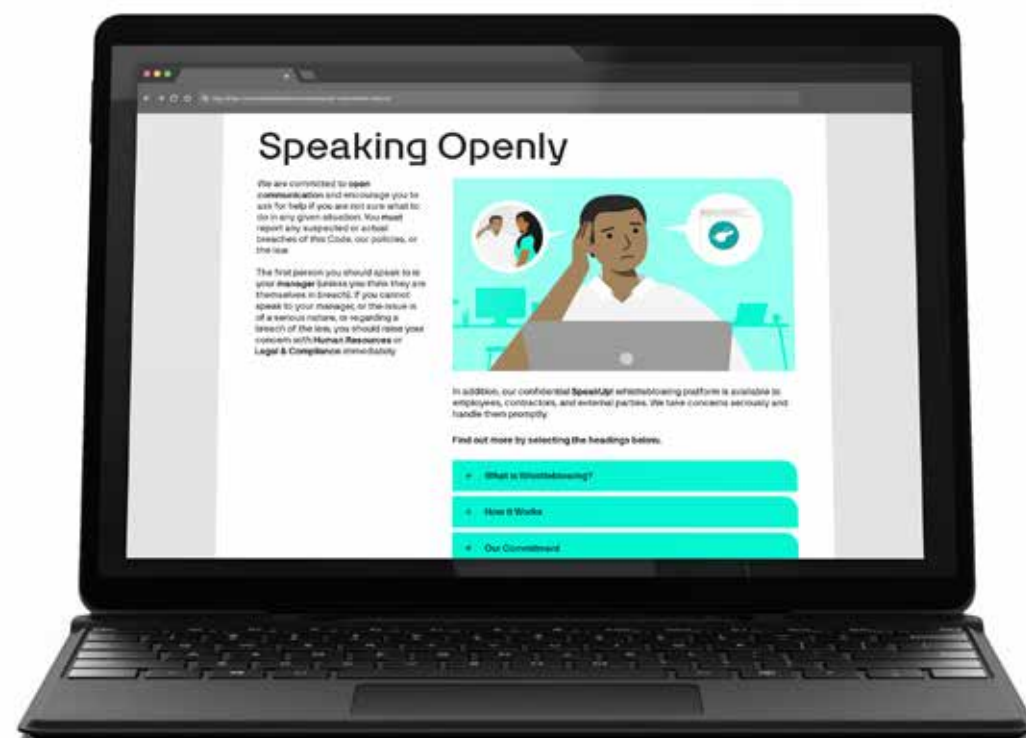 Speaking Openly
We are committed to open
communication and encourage you to
ask for help if you are not sure what to
do in any given situation. You must
report any suspected or actual
breaches of this Code, our policies, or
the law.
The first person you should speak to is
your manager (unless you think they are
themselves in breach). If you cannot
speak to your manager, or the issue is
of a serious nature, or regarding a
breach of the law, you should raise your
concern with Human Resources or
Legal & Compliance immediately.
In addition, our confidential SpeakUp! whistleblowing platform is available to
employees, contractors, and external parties. We take concerns seriously and
handle them promptly.
Find out more by selecting the headings below.
+ What is Whistleblowing?
+ How It Works
+ Our Commitment